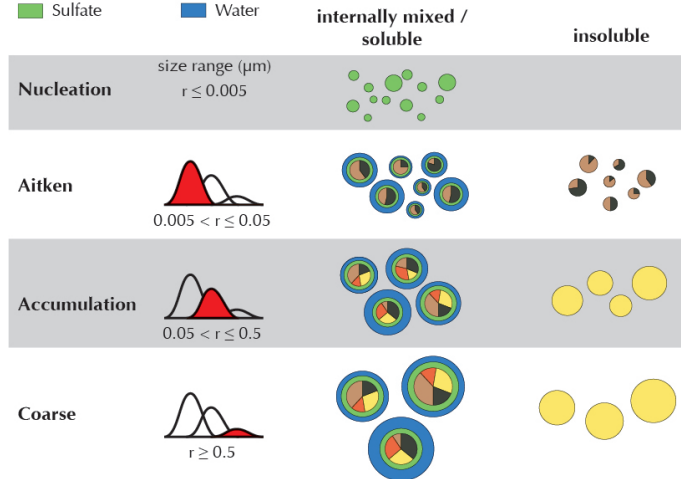 Sulfate
Water
internally mixed /
soluble
insoluble
size range (µm)
Nucleation
r ≤ 0.005
Aitken
0.005 < r ≤ 0.05
Accumulation
0.05 < r ≤ 0.5
Coarse
r ≥ 0.5